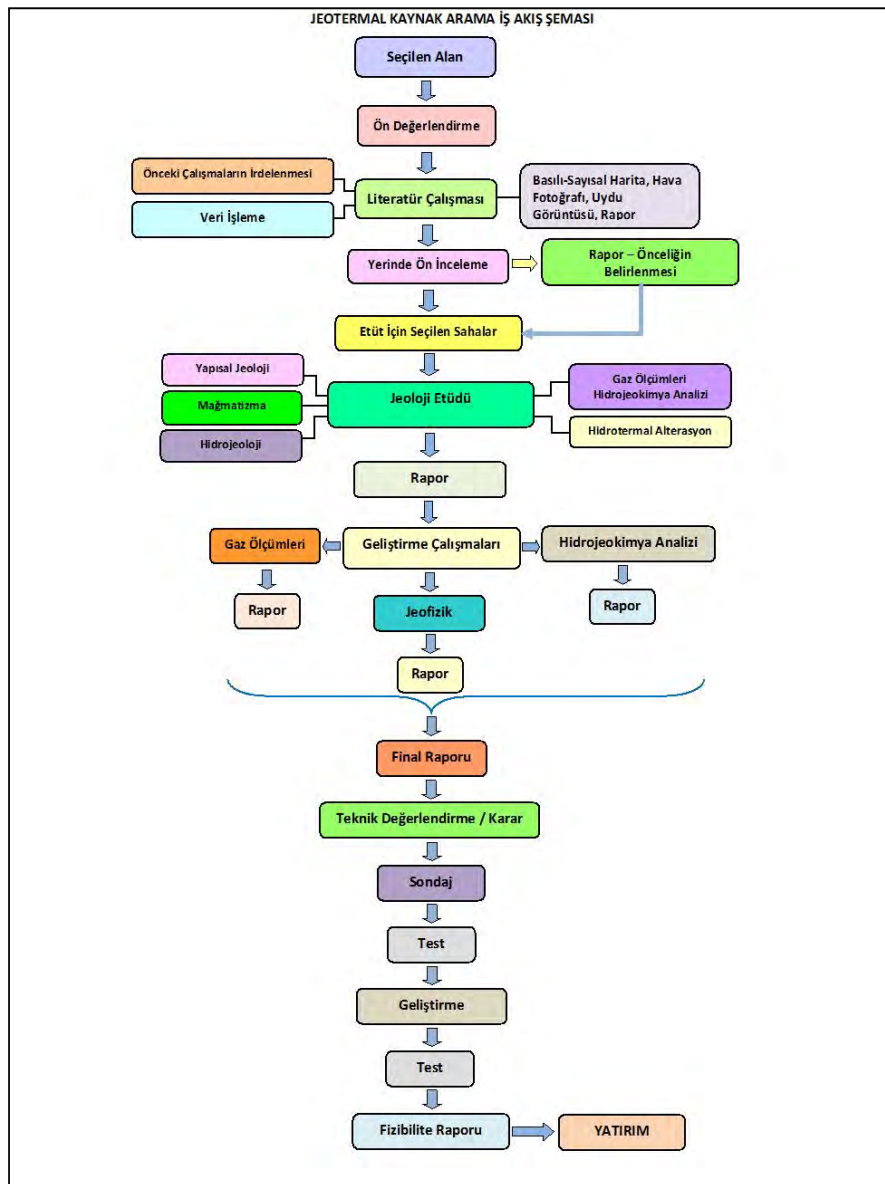 JEOTERMAL KAYNAK ARAMA İŞ AKIŞ ŞEMASI
Seçilen Alan
Ön Değerlendirme
Önceki Çalışmaların İrdelenmesi
Veri İşleme
Literatür Çalışması
Basılı-Sayısal Harita, Hava
Fotoğrafı, Uydu
Görüntüsü, Rapor
Yerinde Ön İnceleme
Rapor – Önceliğin
Belirlenmesi
Etüt İçin Seçilen Sahalar
Yapısal Jeoloji
Mağmatizma
Hidrojeoloji
Jeoloji Etüdü
Gaz Ölçümleri
Hidrojeokimya Analizi
Hidrotermal Alterasyon
Rapor
Gaz Ölçümleri
Geliştirme Çalışmaları
Hidrojeokimya Analizi
Rapor
Jeofizik
Rapor
Rapor
Final Raporu
Teknik Değerlendirme / Karar
Sondaj
Test
Geliştirme
Test
Fizibilite Raporu
YATIRIM